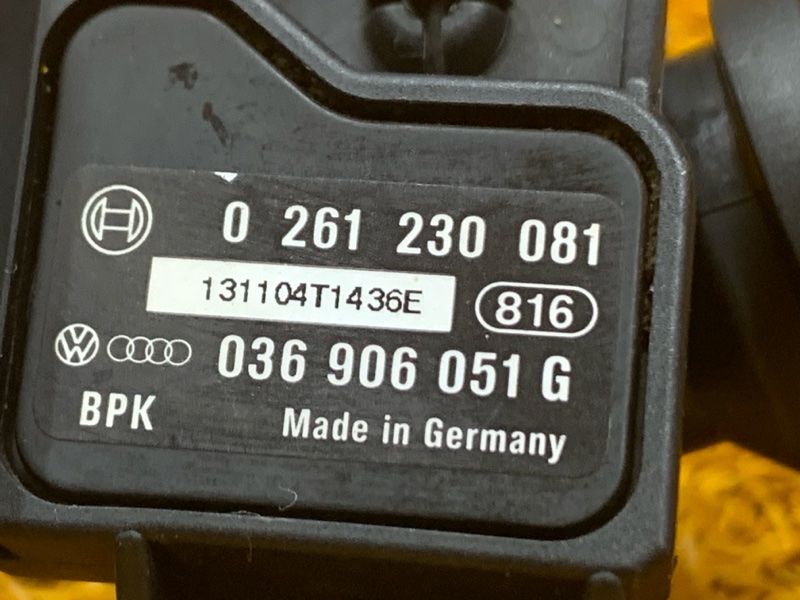 0 261 230 081
131104T1436E
816
036 906 051 G
BPK
Made in Germany